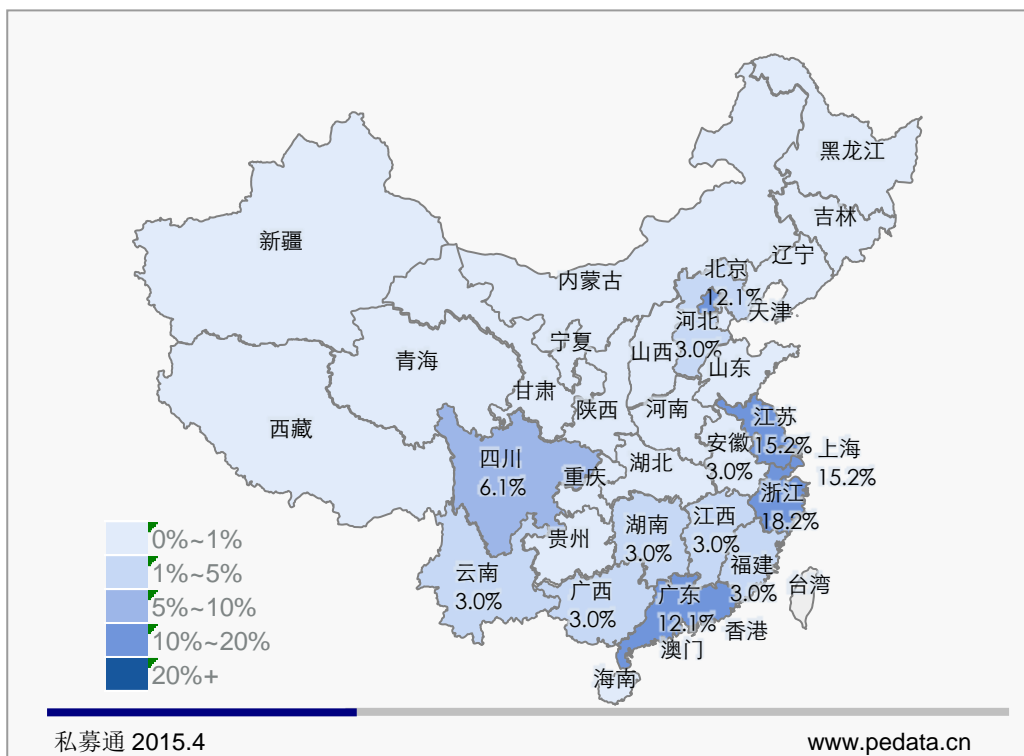 黑龙江
吉林
辽宁
新疆
内蒙古
北京
12.1%
天津
河北
3.0%
宁夏
山西
山东
青海
甘肃
陕西
河南
西藏
江苏
15.2%
上海
15.2%
安徽
3.0%
四川
6.1%
重庆
湖北
浙江
18.2%
湖南
3.0%
江西
3.0%
贵州
福建
3.0%
云南
3.0%
广西
3.0%
广东
12.1%
台湾
香港
澳门
海南
0%~1%
1%~5%
5%~10%
10%~20%
20%+
私募通 2015.4
www.pedata.cn